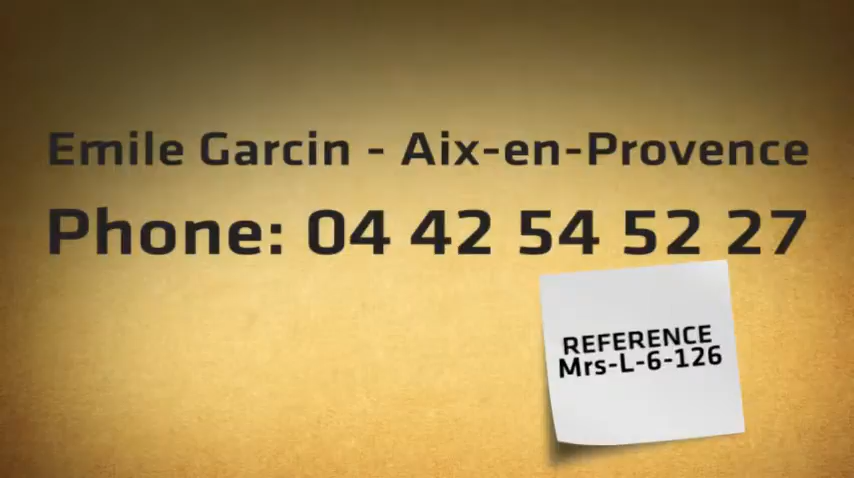 Emile Garcin - Aix-en-Provence
Phone: 04 42 54 52 27
REFERENCE
Mrs-L-6-126